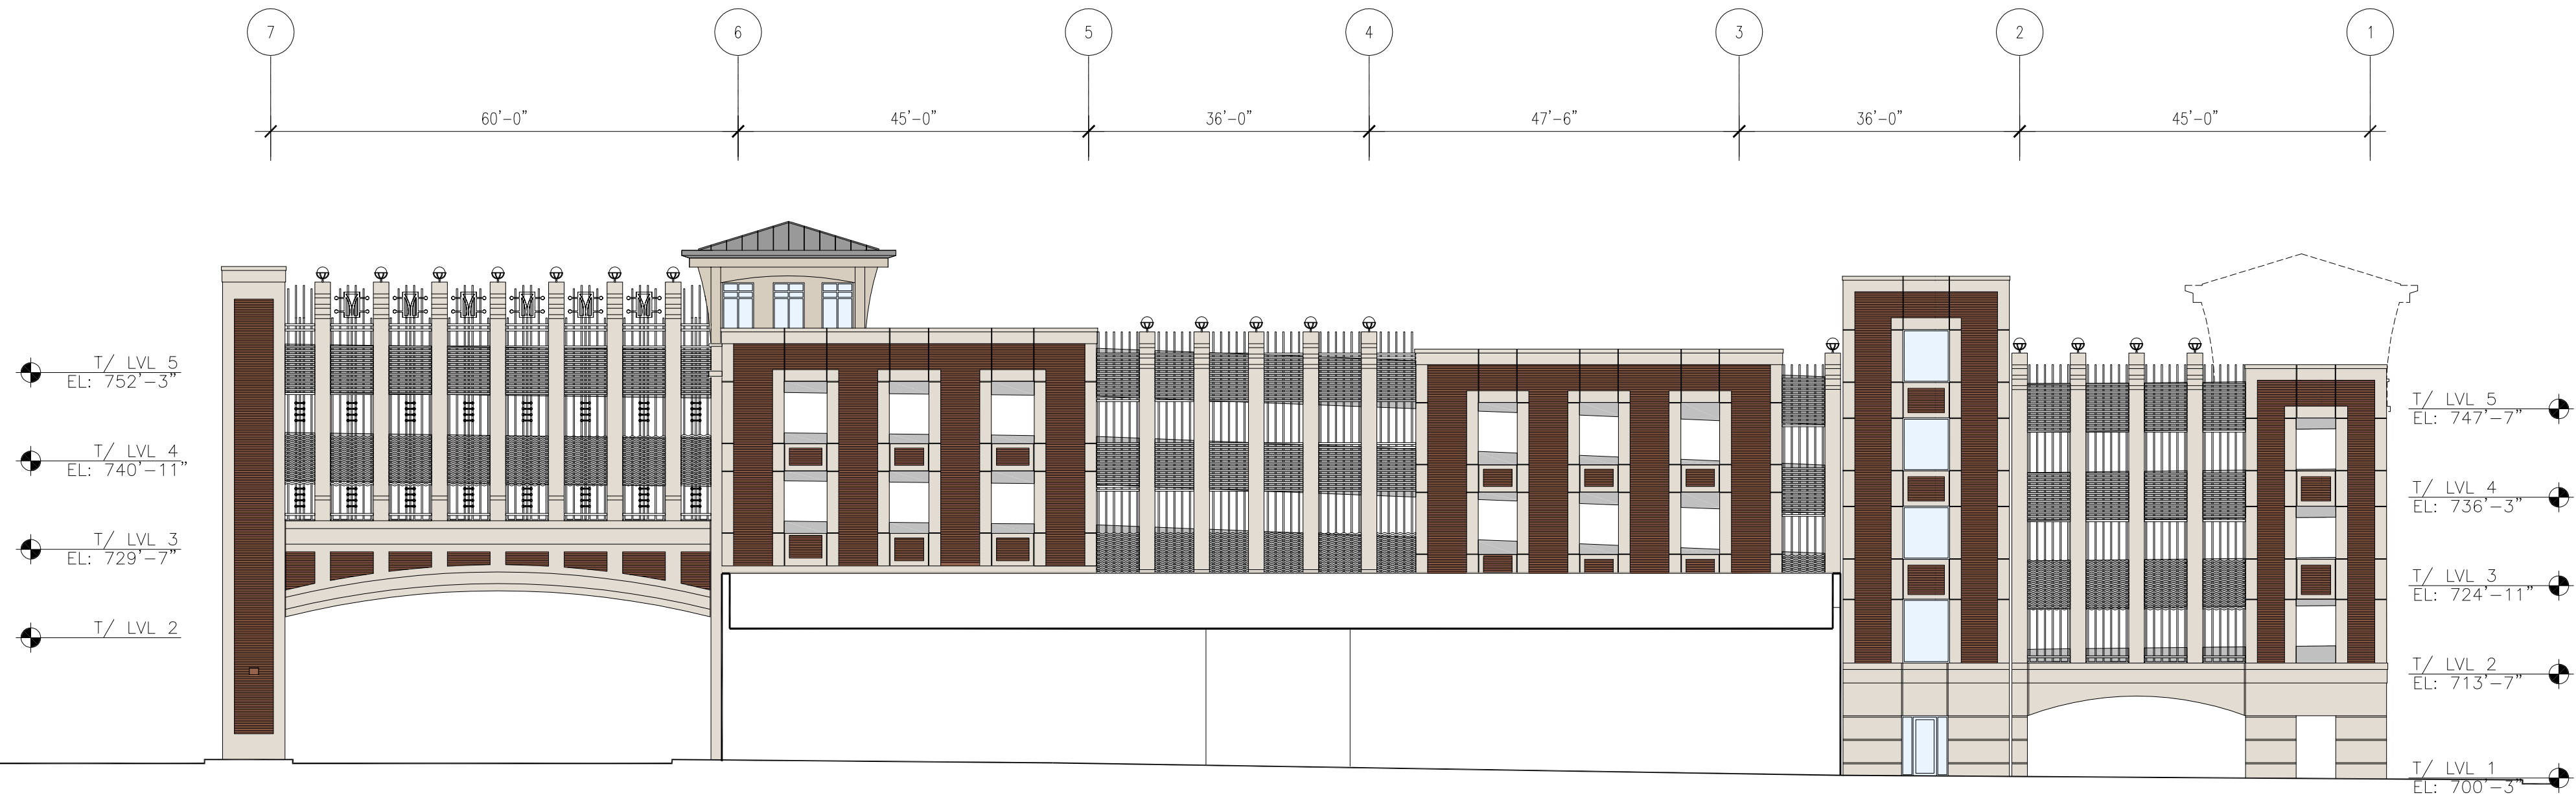 7
6
5
4
3
2
1
60'-0"
45'-0"
36'-0"
47'-6"
36'-0"
45'-0"
T/ LVL 5
EL: 752'-3"
T/ LVL 4
EL: 740'-11"
T/ LVL 3
EL: 729'-7"
T/ LVL 2
T/ LVL 5
EL: 747'-7"
T/ LVL 4
EL: 736'-3"
T/ LVL 3
EL: 724'-11"
T/ LVL 2
EL: 713'-7"
T/ LVL 1
EL: 700'-3"